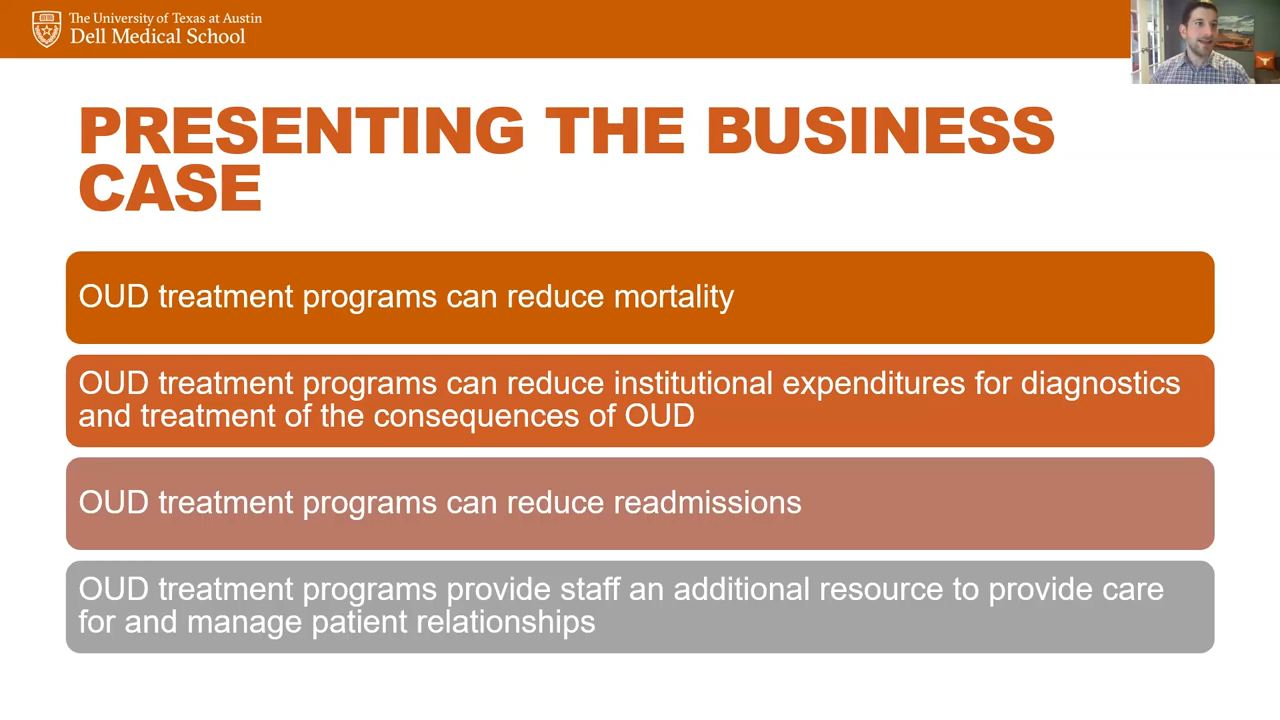 The University of Texas at Austin
Dell Medical School
PRESENTING THE BUSINESS
CASE
OUD treatment programs can reduce mortality
OUD treatment programs can reduce institutional expenditures for diagnostics
and treatment of the consequences of OUD
OUD treatment programs can reduce readmissions
OUD treatment programs provide staff an additional resource to provide care
for and manage patient relationships